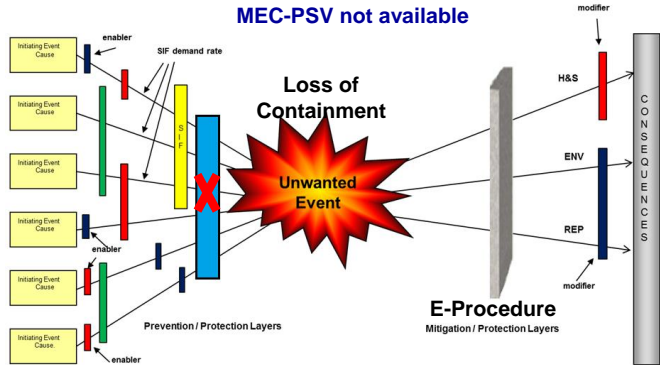 MEC-PSV not available
enabler
modifier
Initiating Event
Cause
SIF demand rate
Loss of
Containment
H&S
Initiating Event
Cause
S
I
F
C
O
N
S
E
Q
U
E
N
C
E
S
Initiating Event
Cause
X
Unwanted
Event
ENV
Initiating Event
Cause
REP
enabler
Initiating Event
Cause
modifier
E-Procedure
Initiating Event
Cause.
Prevention / Protection Layers
Mitigation / Protection Layers
enabler